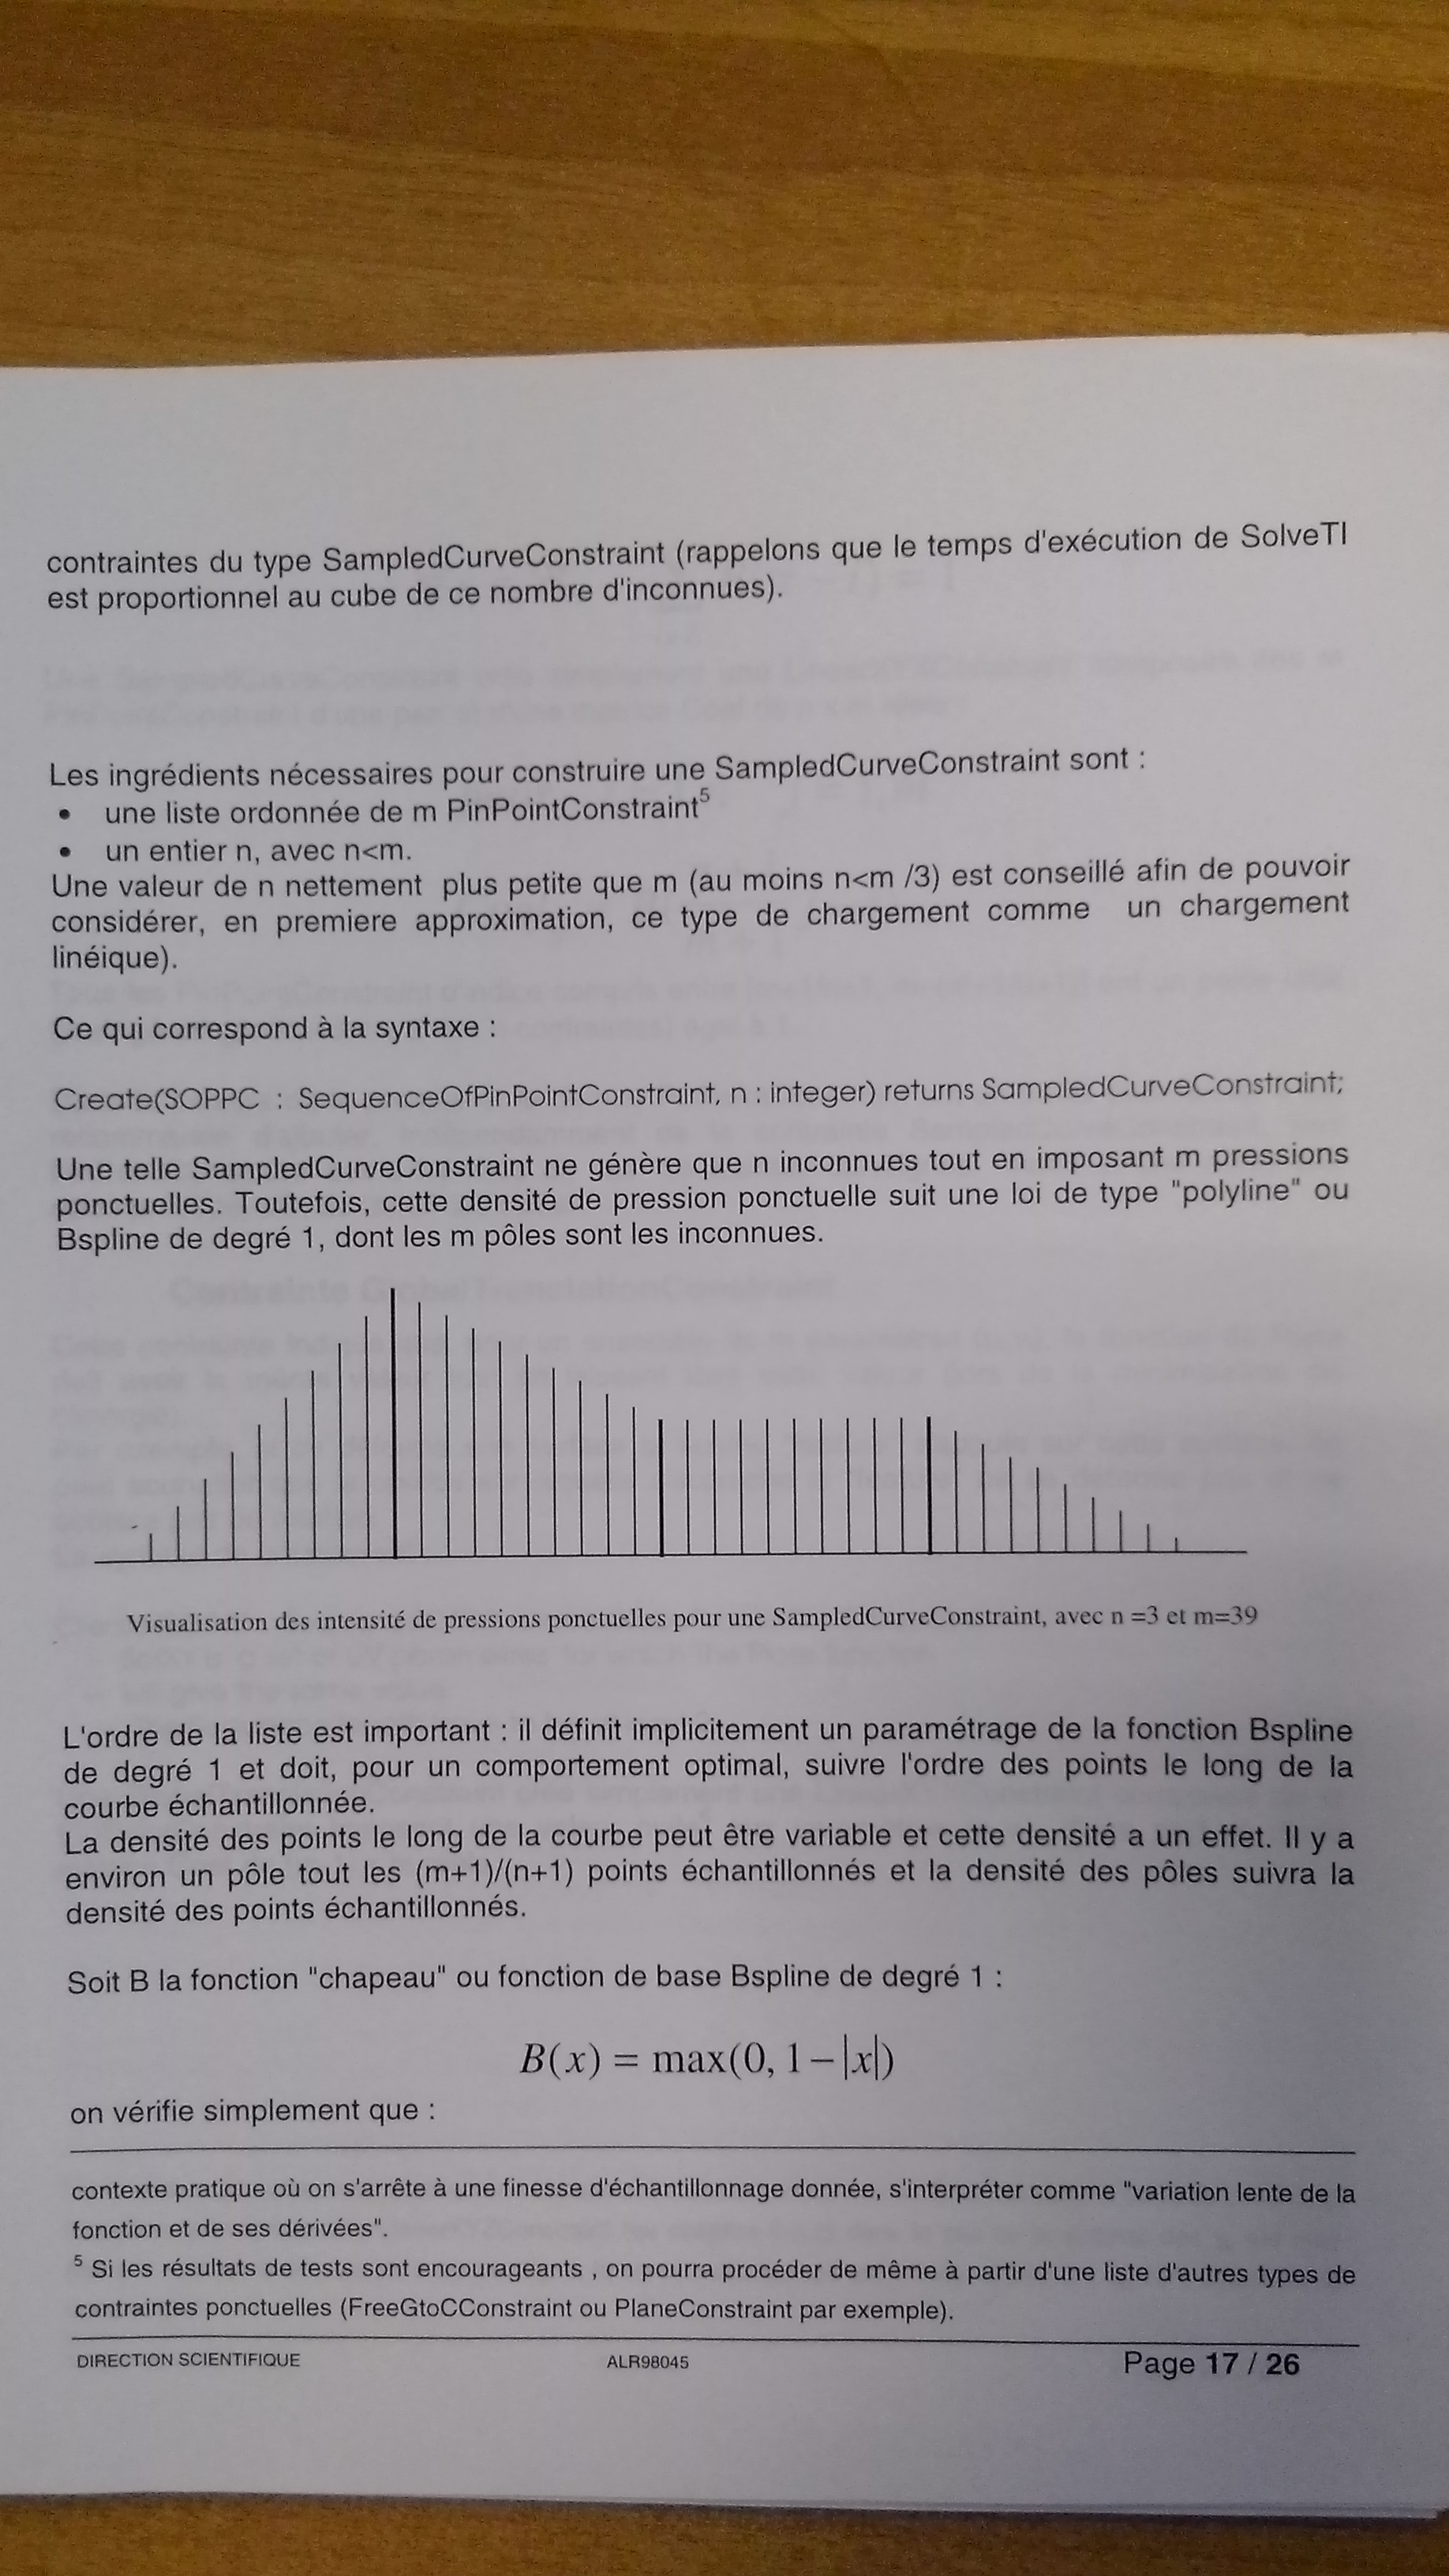 contraintes du type SampledCurveConstraint (rappelons que le temps d'exécution de SolveTI
est proportionnel au cube de ce nombre d'inconnues).
Les ingrédients nécessaires pour construire une SampledCurveConstraint sont :
• une liste ordonnée de m PinPointConstraint⁵
• un entier n, avec n<m.
Une valeur de n nettement plus petite que m (au moins n<m /3) est conseillé afin de pouvoir
considérer, en premiere approximation, ce type de chargement comme un chargement
linéique).
Ce qui correspond à la syntaxe :
Create(SOPPC : SequenceOfPinPointConstraint, n : integer) returns SampledCurveConstraint;
Une telle SampledCurveConstraint ne génère que n inconnues tout en imposant m pressions
ponctuelles. Toutefois, cette densité de pression ponctuelle suit une loi de type "polyline" ou
Bspline de degré 1, dont les m pôles sont les inconnues.
Visualisation des intensité de pressions ponctuelles pour une SampledCurveConstraint, avec n =3 et m=39
L'ordre de la liste est important : il définit implicitement un paramétrage de la fonction Bspline
de degré 1 et doit, pour un comportement optimal, suivre l'ordre des points le long de la
courbe échantillonnée.
La densité des points le long de la courbe peut être variable et cette densité a un effet. Il y a
environ un pôle tout les (m+1)/(n+1) points échantillonnés et la densité des pôles suivra la
densité des points échantillonnés.
Soit B la fonction "chapeau" ou fonction de base Bspline de degré 1 :
B(x) = max(0, 1−|x|)
on vérifie simplement que :
contexte pratique où on s'arrête à une finesse d'échantillonnage donnée, s'interpréter comme "variation lente de la
fonction et de ses dérivées".
⁵ Si les résultats de tests sont encourageants , on pourra procéder de même à partir d'une liste d'autres types de
contraintes ponctuelles (FreeGtoCConstraint ou PlaneConstraint par exemple).
DIRECTION SCIENTIFIQUE ALR98045 Page 17 / 26